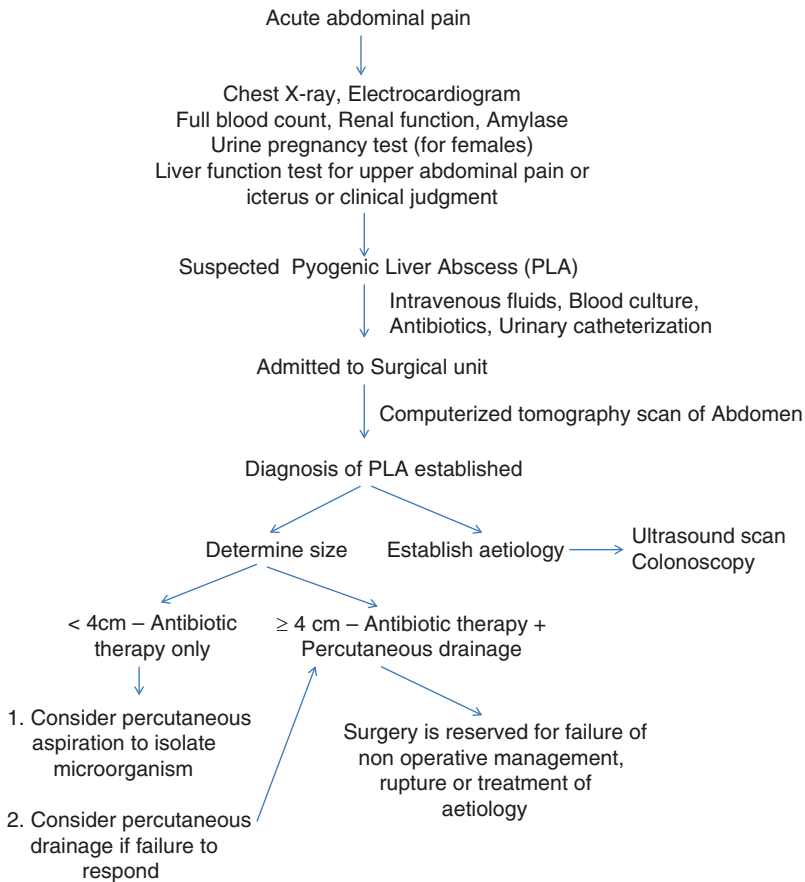 Acute abdominal pain
Chest X-ray, Electrocardiogram
Full blood count, Renal function, Amylase
Urine pregnancy test (for females)
Liver function test for upper abdominal pain or
icterus or clinical judgment
Suspected Pyogenic Liver Abscess (PLA)
Intravenous fluids, Blood culture,
Antibiotics, Urinary catheterization
Admitted to Surgical unit
Computerized tomography scan of Abdomen
Diagnosis of PLA established
Determine size
Establish aetiology
Ultrasound scan
Colonoscopy
< 4cm – Antibiotic
therapy only
≥ 4 cm – Antibiotic therapy +
Percutaneous drainage
1. Consider percutaneous
aspiration to isolate
microorganism
2. Consider percutaneous
drainage if failure to
respond
Surgery is reserved for failure of
non operative management,
rupture or treatment of
aetiology